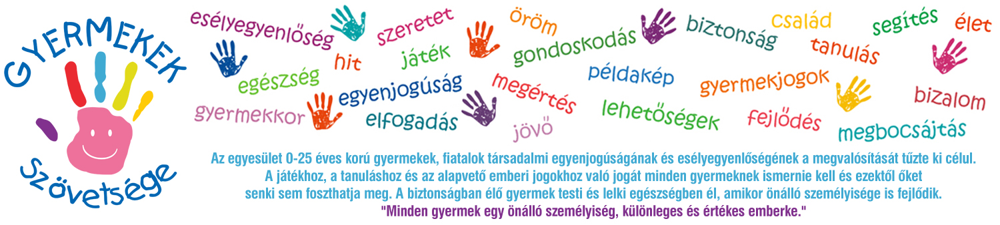 GYERMEKEK
Szövetsége
esélyegyenlőség
szeretet
öröm
biztonság
család
segítés
élet
hit
játék
gondoskodás
tanulás
egészség
egyenjogúság
megértés
példakép
gyermekjogok
bizalom
gyermekkor
elfogadás
jövő
lehetőségek
fejlődés
megbocsájtás
Az egyesület 0-25 éves korú gyermekek, fiatalok társadalmi egyenjogúságának és esélyegyenlőségének a megvalósítását tűzte ki célul.
A játékhoz, a tanuláshoz és az alapvető emberi jogokhoz való jogát minden gyermeknek ismernie kell és ezektől őket
senki sem foszthatja meg. A biztonságban élő gyermek testi és lelki egészségben él, amikor önálló személyisége is fejlődik.
"Minden gyermek egy önálló személyiség, különleges és értékes emberke."